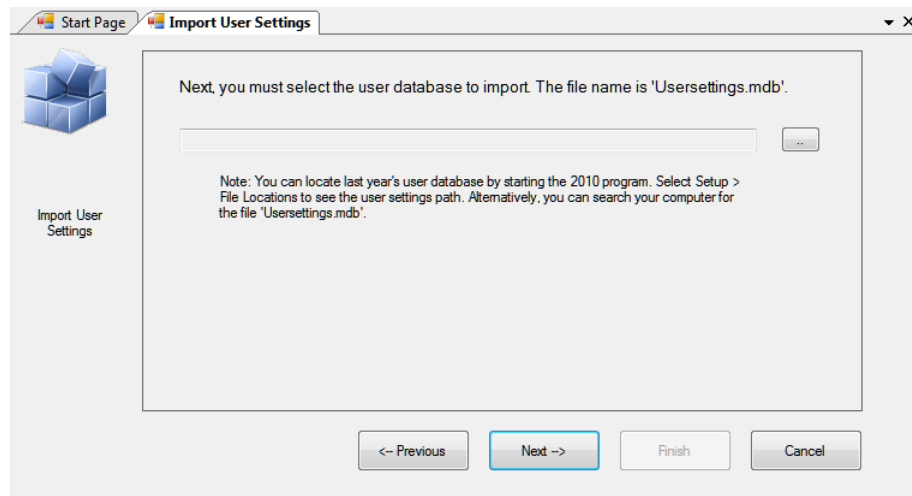 Start Page
Import User Settings
Next, you must select the user database to import. The file name is 'Usersettings.mdb'.
..
Note: You can locate last year's user database by starting the 2010 program. Select Setup >
File Locations to see the user settings path. Alternatively, you can search your computer for
the file 'Usersettings.mdb'.
Import User
Settings
<-- Previous
Next -->
Finish
Cancel